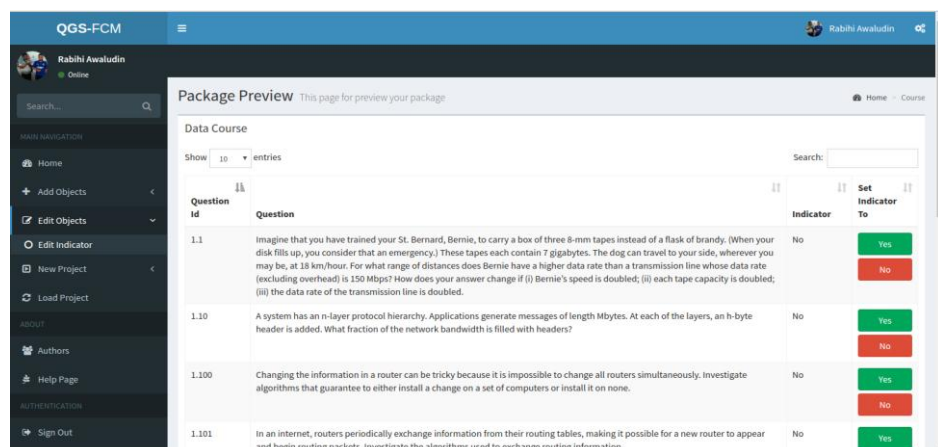 QGS-FCM
Rabihi Awaludin
Rabihi Awaludin
Online
Search...
MAIN NAVIGATION
Home
Add Objects
Edit Objects
Edit Indicator
New Project
Load Project
ABOUT
Authors
Help Page
AUTHENTICATION
Sign Out
Package Preview This page for preview your package
Home - Course
Data Course
Show 10 entries
Search:
Question Id
Question
Indicator
Set Indicator To
1.1
Imagine that you have trained your St. Bernard, Bernie, to carry a box of three 8-mm tapes instead of a flask of brandy. (When your
disk fills up, you consider that an emergency.) These tapes each contain 7 gigabytes. The dog can travel to your side, wherever you
may be, at 18 km/hour. For what range of distances does Bernie have a higher data rate than a transmission line whose data rate
(excluding overhead) is 150 Mbps? How does your answer change if (i) Bernie's speed is doubled; (ii) each tape capacity is doubled;
(iii) the data rate of the transmission line is doubled.
No
Yes
No
1.10
A system has an n-layer protocol hierarchy. Applications generate messages of length Mbytes. At each of the layers, an h-byte
header is added. What fraction of the network bandwidth is filled with headers?
No
Yes
No
1.100
Changing the information in a router can be tricky because it is impossible to change all routers simultaneously. Investigate
algorithms that guarantee to either install a change on a set of computers or install it on none.
No
Yes
No
1.101
In an internet, routers periodically exchange information from their routing tables, making it possible for a new router to appear
and begin routing packets. Investigate the algorithms used to exchange routing information.
No
Yes